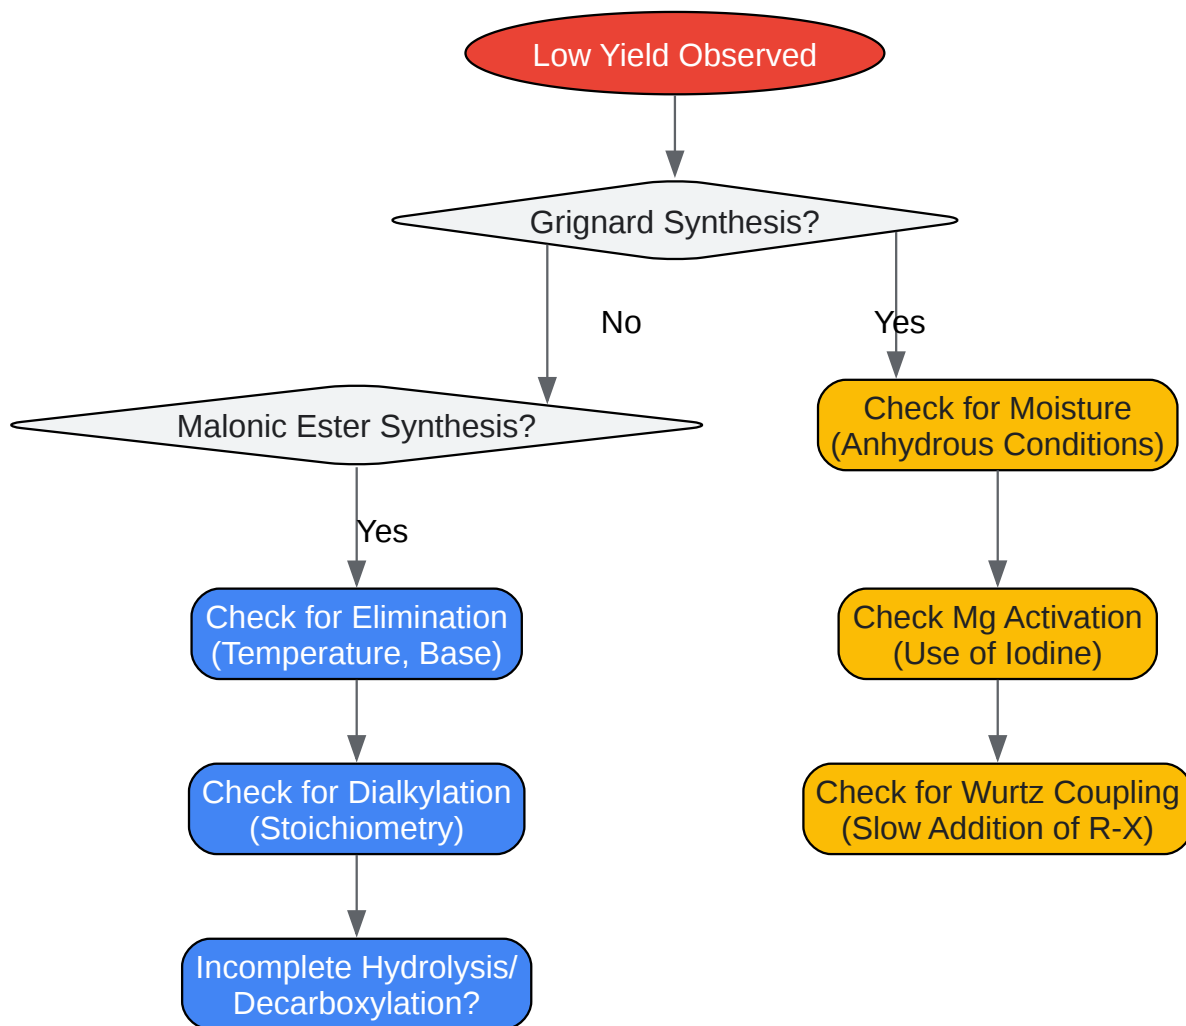 Low Yield Observed
Grignard Synthesis?
No
Yes
Malonic Ester Synthesis?
Check for Moisture
(Anhydrous Conditions)
Yes
Check for Elimination
(Temperature, Base)
Check Mg Activation
(Use of Iodine)
Check for Dialkylation
(Stoichiometry)
Check for Wurtz Coupling
(Slow Addition of R-X)
Incomplete Hydrolysis/
Decarboxylation?